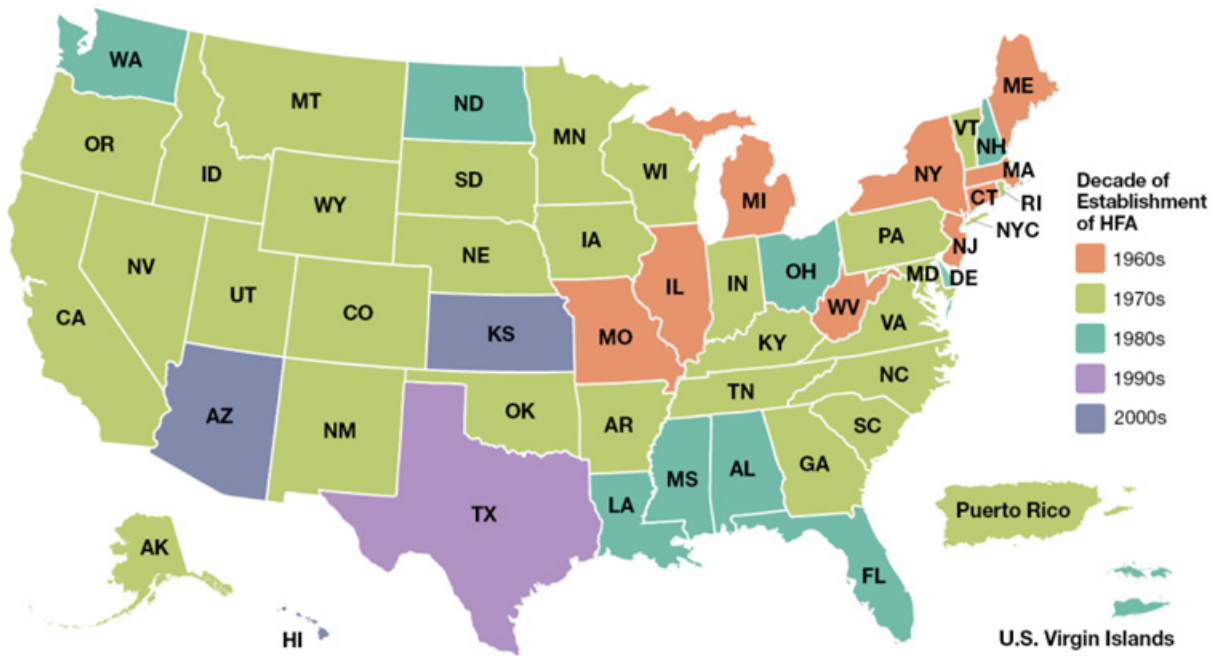 WA
MT
ND
MN
ME
VT
NH
OR
ID
SD
WI
NY
MA
WY
MI
CT
RI
NYC
IA
PA
NE
NJ
NV
UT
CO
IL
IN
OH
MD
DE
CA
KS
MO
WV
VA
KY
NC
TN
AZ
NM
OK
AR
SC
TX
LA
MS
AL
GA
FL
AK
HI
Puerto Rico
U.S. Virgin Islands
Decade of
Establishment
of HFA
1960s
1970s
1980s
1990s
2000s